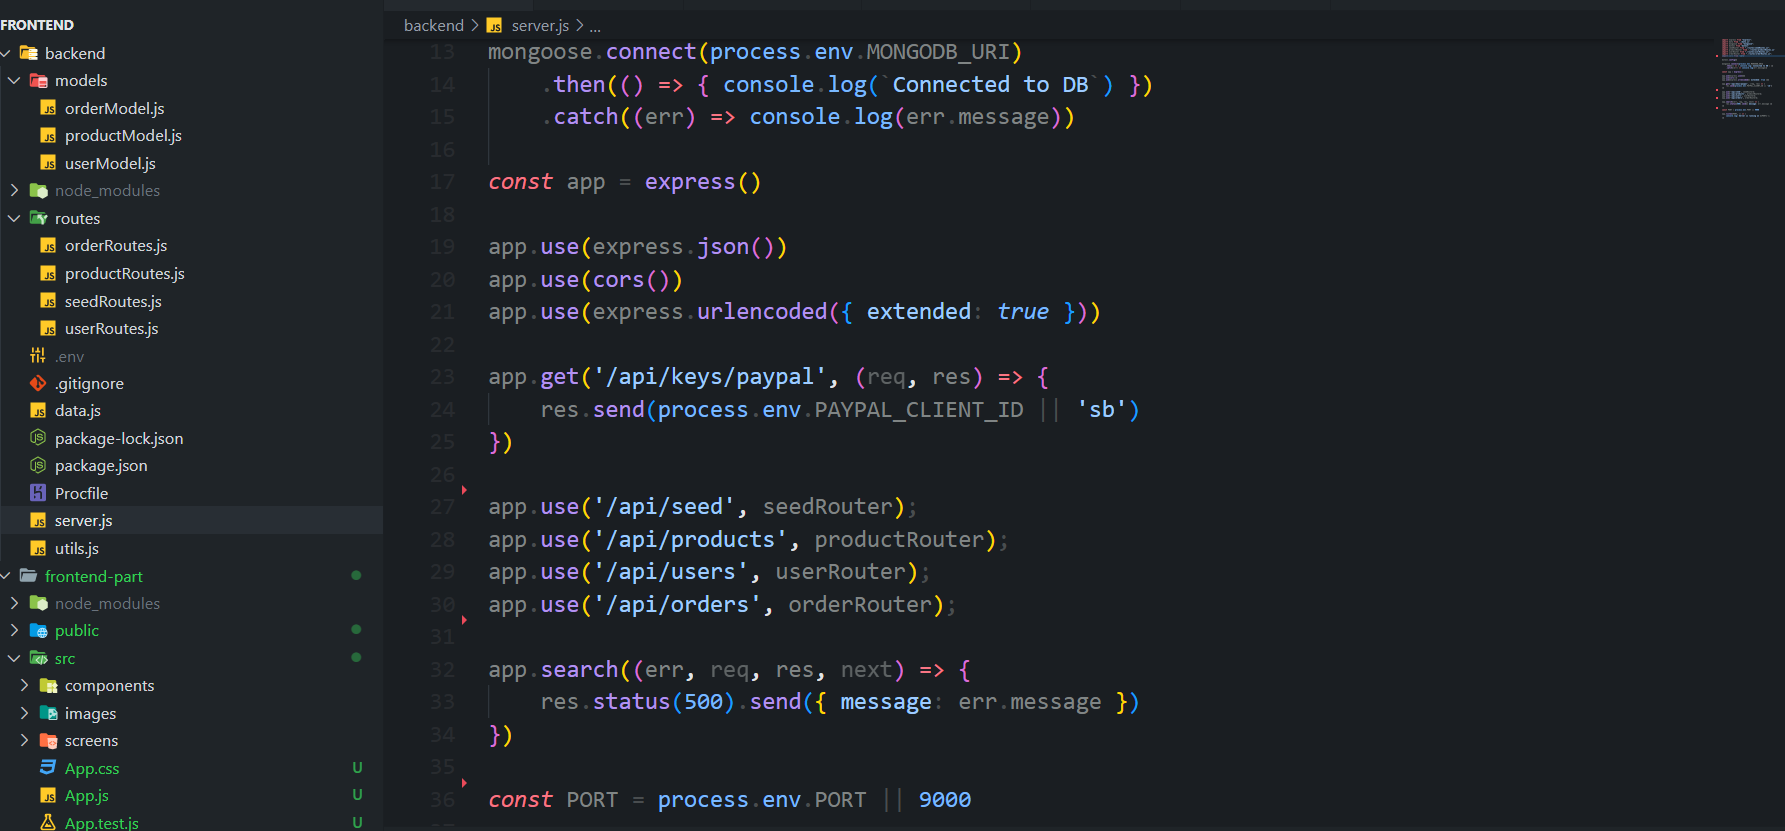 FRONTEND
backend
models
orderModel.js
productModel.js
userModel.js
node_modules
routes
orderRoutes.js
productRoutes.js
seedRoutes.js
userRoutes.js
.env
.gitignore
data.js
package-lock.json
package.json
Procfile
server.js
utils.js
frontend-part
node_modules
public
src
components
images
screens
App.css U
App.js U
App.test.js U
backend > JS server.js > ...
13 mongoose.connect(process.env.MONGODB_URI)
14 .then(() => { console.log(`Connected to DB`) })
15 .catch((err) => console.log(err.message))
16
17 const app = express()
18
19 app.use(express.json())
20 app.use(cors())
21 app.use(express.urlencoded({ extended: true }))
22
23 app.get('/api/keys/paypal', (req, res) => {
24 res.send(process.env.PAYPAL_CLIENT_ID || 'sb')
25 })
26
27 app.use('/api/seed', seedRouter);
28 app.use('/api/products', productRouter);
29 app.use('/api/users', userRouter);
30 app.use('/api/orders', orderRouter);
31
32 app.search((err, req, res, next) => {
33 res.status(500).send({ message: err.message })
34 })
35
36 const PORT = process.env.PORT || 9000